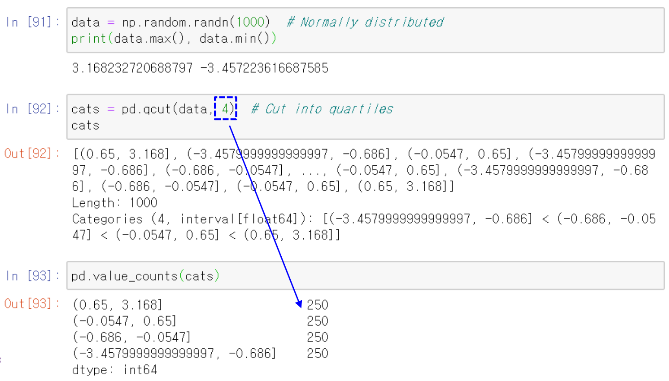 In [91]: data = np.random.randn(1000)  # Normally distributed
print(data.max(), data.min())
3.168232720688797 -3.457223616687585
In [92]: cats = pd.qcut(data, 4)  # Cut into quartiles
cats
Out[92]: [(0.65, 3.168], (-3.4579999999999997, -0.686], (-0.0547, 0.65], (-3.45799999999999
97, -0.686], (-0.686, -0.0547], ..., (-0.0547, 0.65], (-3.4579999999999997, -0.68
6], (-0.686, -0.0547], (-0.0547, 0.65], (0.65, 3.168]]
Length: 1000
Categories (4, interval[float64]): [(-3.4579999999999997, -0.686] < (-0.686, -0.05
47] < (-0.0547, 0.65] < (0.65, 3.168]]
In [93]: pd.value_counts(cats)
Out[93]: (0.65, 3.168] 250
(-0.0547, 0.65] 250
(-0.686, -0.0547] 250
(-3.4579999999999997, -0.686] 250
dtype: int64